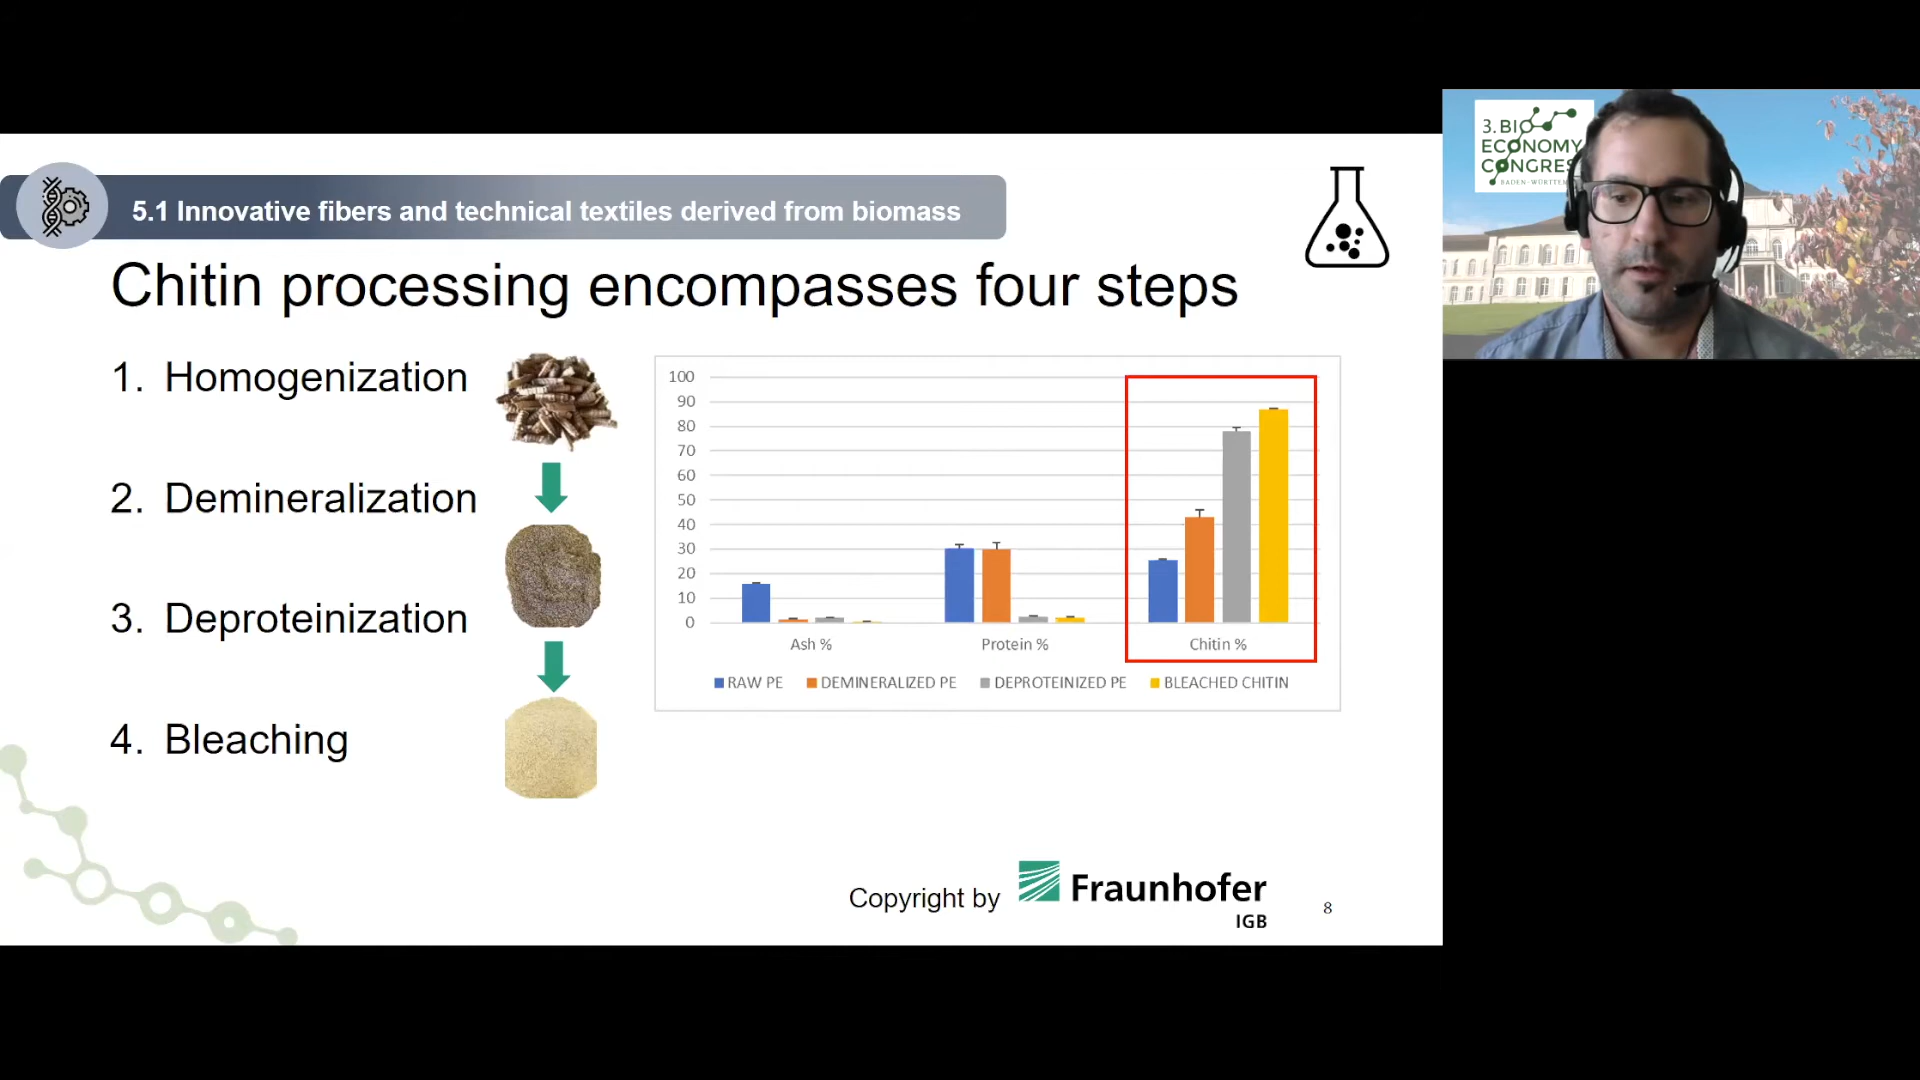 5.1 Innovative fibers and technical textiles derived from biomass
Chitin processing encompasses four steps
1. Homogenization
2. Demineralization
3. Deproteinization
4. Bleaching
100
90
80
70
60
50
40
30
20
10
0
Ash %
Protein %
Chitin %
RAW PE
DEMINERALIZED PE
DEPROTEINIZED PE
BLEACHED CHITIN
Copyright by
Fraunhofer
IGB
8
3. BIO
ECONOMY
CONGRES
BADEN-WÜRTTEM